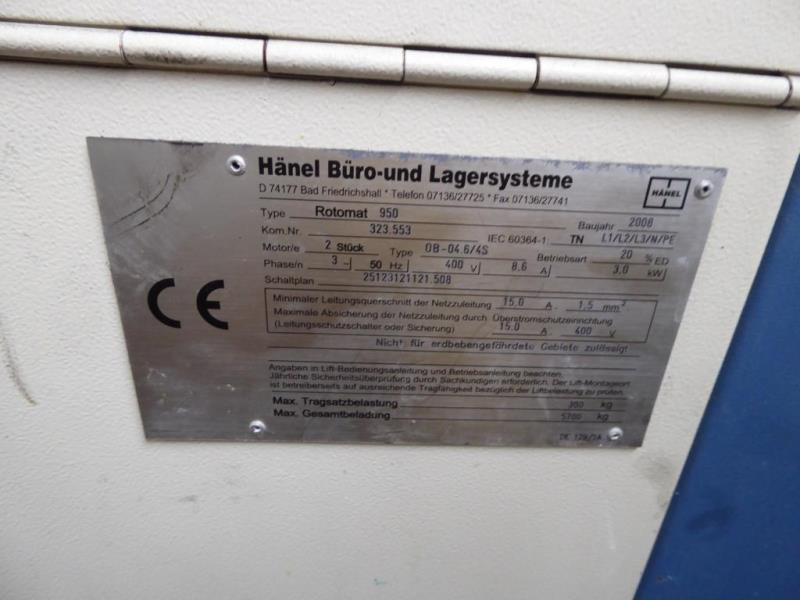 Hänel Büro-und Lagersysteme
HÄNEL
D 74177 Bad Friedrichshall * Telefon 07136/27725 * Fax 07136/27741
Type Rotomat 950 Baujahr 2008
Kom.Nr. 323.553 IEC 60364-1: TN L1/L2/L3/N/PE
Motor/e 2 Stück Type OB-04.6/4S Betriebsart 20 % ED
Phase/n 3~ 50 Hz 400 V 8.6 A 3,0 kW
Schaltplan 25123121121.508
CE
Minimaler Leitungsquerschnitt der Netzzuleitung 15.0 A 1.5 mm²
Maximale Absicherung der Netzzuleitung durch Überstromschutzeinrichtung
(Leitungsschutzschalter oder Sicherung) 15.0 A 400 V
Nicht für erdbebengefährdete Gebiete zulässig!
Angaben in Lift-Bedienungsanleitung und Betriebsanleitung beachten.
Jährliche Sicherheitsüberprüfung durch Sachkundigen erforderlich. Der Lift-Montageort
ist betreiberseits auf ausreichende Tragfähigkeit bezüglich der Liftbelastung zu prüfen.
Max. Tragsatzbelastung 300 kg
Max. Gesamtbeladung 5700 kg